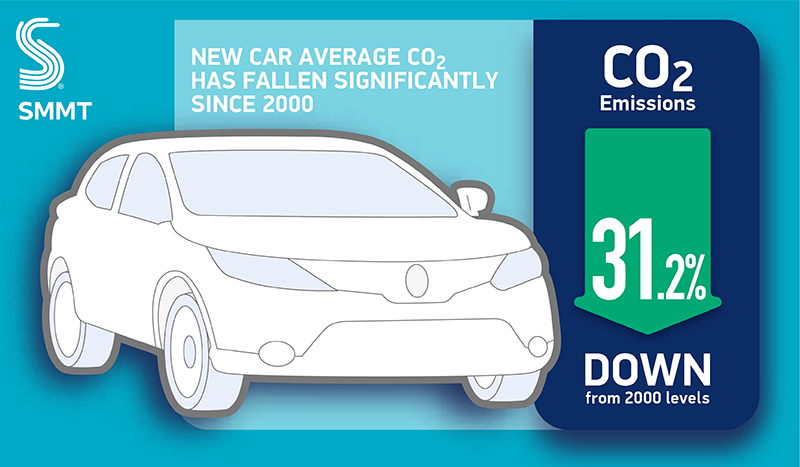 SMMT
NEW CAR AVERAGE CO₂
HAS FALLEN SIGNIFICANTLY
SINCE 2000
CO₂
Emissions
31.2%
DOWN
from 2000 levels